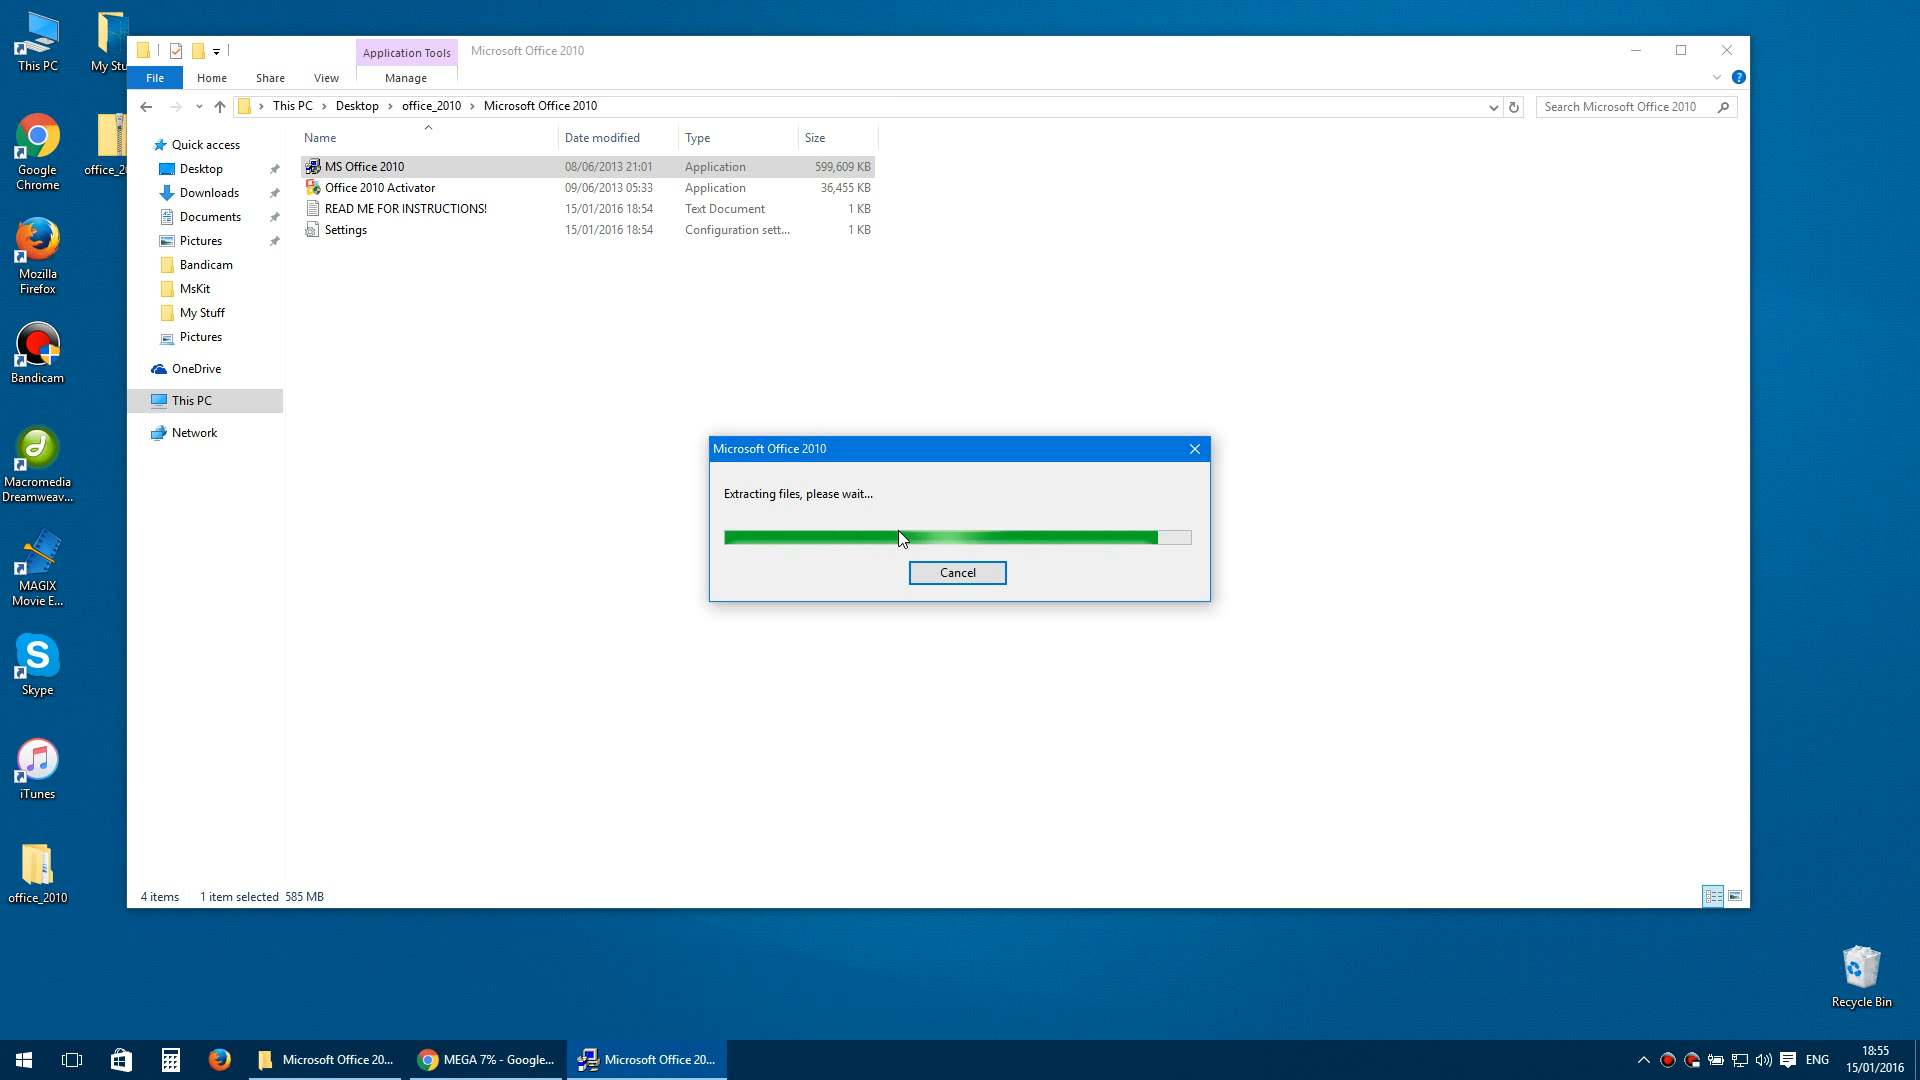 This PC
My Stu
Google
Chrome
office_20
Mozilla
Firefox
Bandicam
Macromedia
Dreamweav...
MAGIX
Movie E...
Skype
iTunes
office_2010
Recycle Bin
Application Tools
Microsoft Office 2010
File
Home
Share
View
Manage
This PC
Desktop
office_2010
Microsoft Office 2010
Search Microsoft Office 2010
Quick access
Desktop
Downloads
Documents
Pictures
Bandicam
MsKit
My Stuff
Pictures
OneDrive
This PC
Network
Name Date modified Type Size
MS Office 2010 08/06/2013 21:01 Application 599,609 KB
Office 2010 Activator 09/06/2013 05:33 Application 36,455 KB
READ ME FOR INSTRUCTIONS! 15/01/2016 18:54 Text Document 1 KB
Settings 15/01/2016 18:54 Configuration sett... 1 KB
Microsoft Office 2010
Extracting files, please wait...
Cancel
4 items 1 item selected 585 MB
Microsoft Office 20...
MEGA 7% - Google...
Microsoft Office 20...
ENG
18:55
15/01/2016